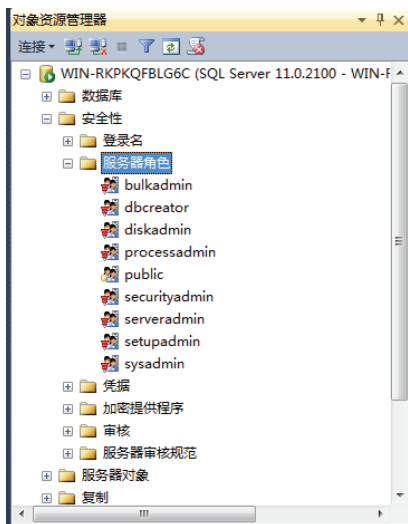 对象资源管理器
连接
WIN-RKPKQFBLG6C (SQL Server 11.0.2100 - WIN-F
数据库
安全性
登录名
服务器角色
bulkadmin
dbcreator
diskadmin
processadmin
public
securityadmin
serveradmin
setupadmin
sysadmin
凭据
加密提供程序
审核
服务器审核规范
服务器对象
复制